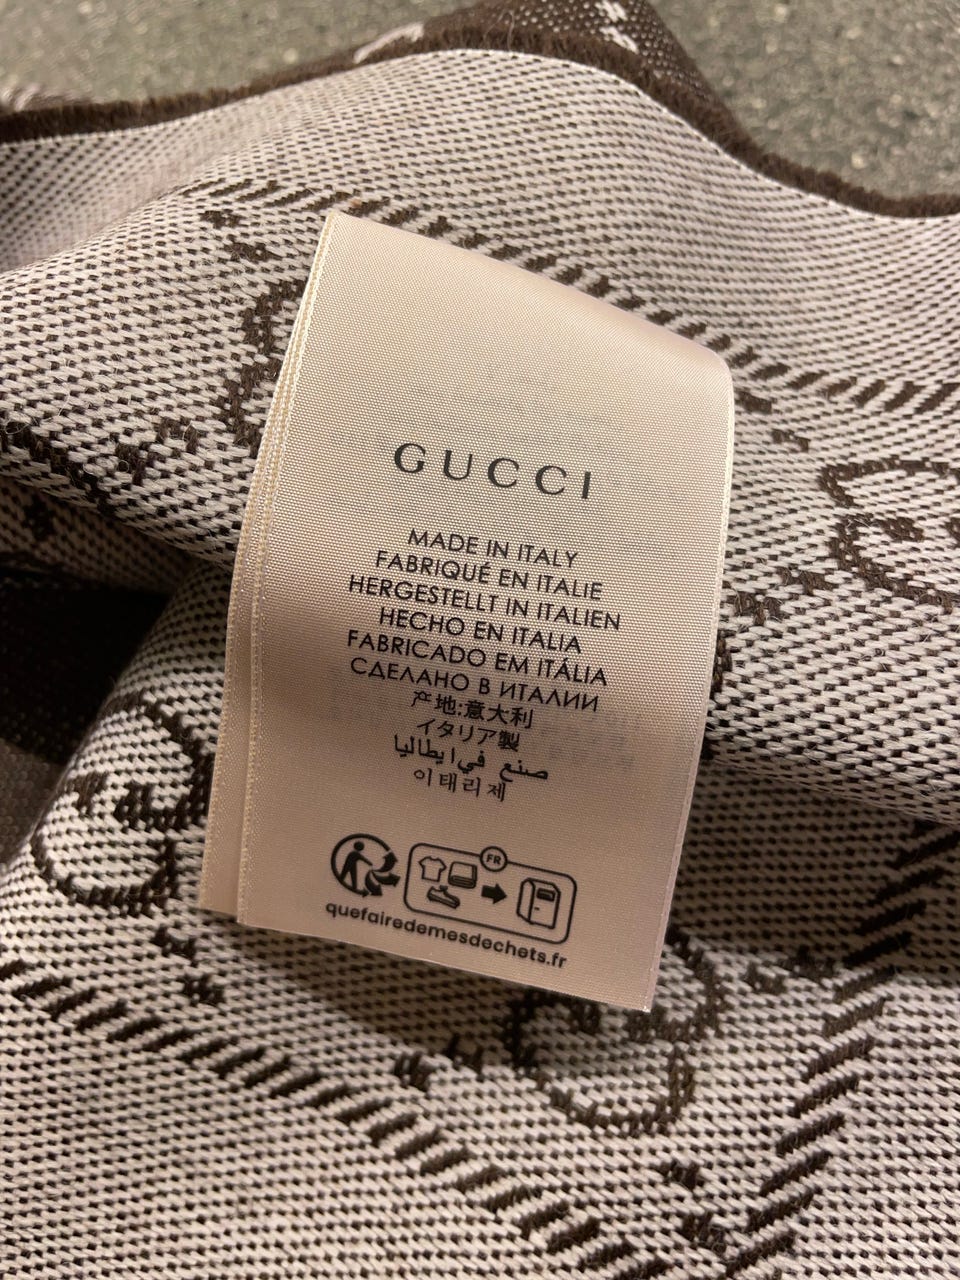 GUCCI
MADE IN ITALY
FABRIQUÉ EN ITALIE
HERGESTELLT IN ITALIEN
HECHO EN ITALIA
FABRICADO EM ITÁLIA
СДЕЛАНО В ИТАЛИИ
产地:意大利
イタリア製
صنع في ايطاليا
이태리제
FR
quefairedemesdechets.fr